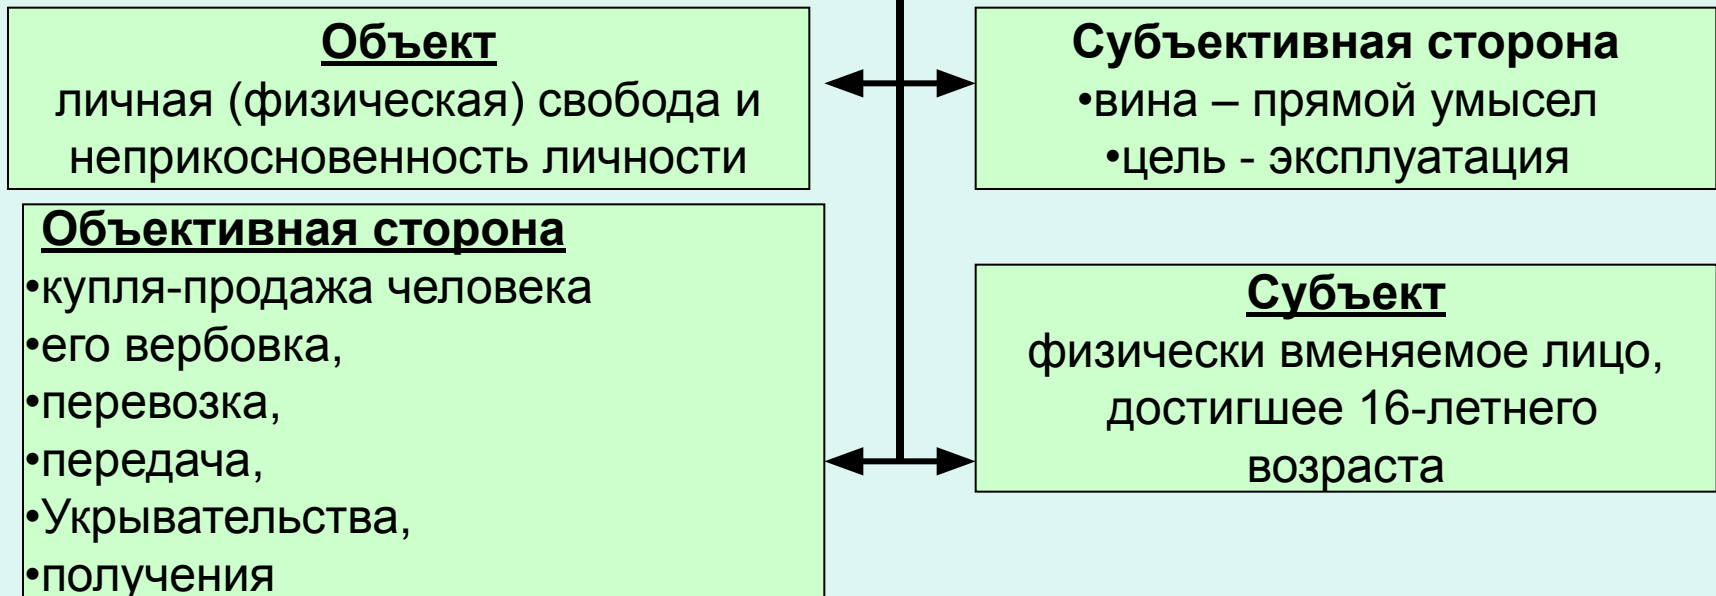 Объект
личная (физическая) свобода и
неприкосновенность личности
Объективная сторона
•купля-продажа человека
•его вербовка,
•перевозка,
•передача,
•Укрывательства,
•получения
Субъективная сторона
•вина – прямой умысел
•цель - эксплуатация
Субъект
физически вменяемое лицо,
достигшее 16-летнего
возраста